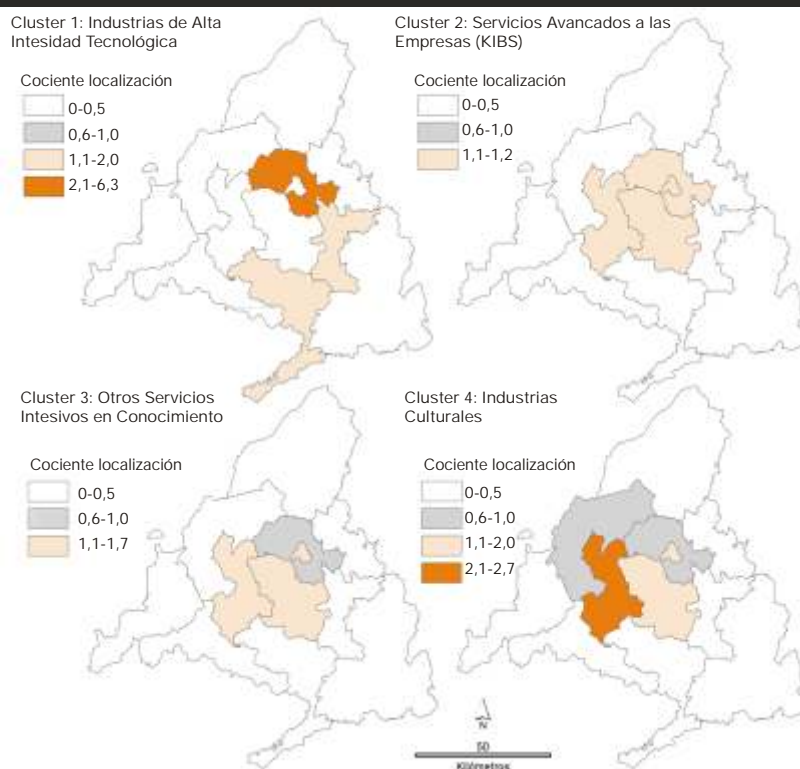 Cluster 1: Industrias de Alta
Intesidad Tecnológica
Cociente localización
0-0,5
0,6-1,0
1,1-2,0
2,1-6,3
Cluster 2: Servicios Avancados a las
Empresas (KIBS)
Cociente localización
0-0,5
0,6-1,0
1,1-1,2
Cluster 3: Otros Servicios
Intesivos en Conocimiento
Cociente localización
0-0,5
0,6-1,0
1,1-1,7
Cluster 4: Industrias
Culturales
Cociente localización
0-0,5
0,6-1,0
1,1-2,0
2,1-2,7
N
50
Kilómetros